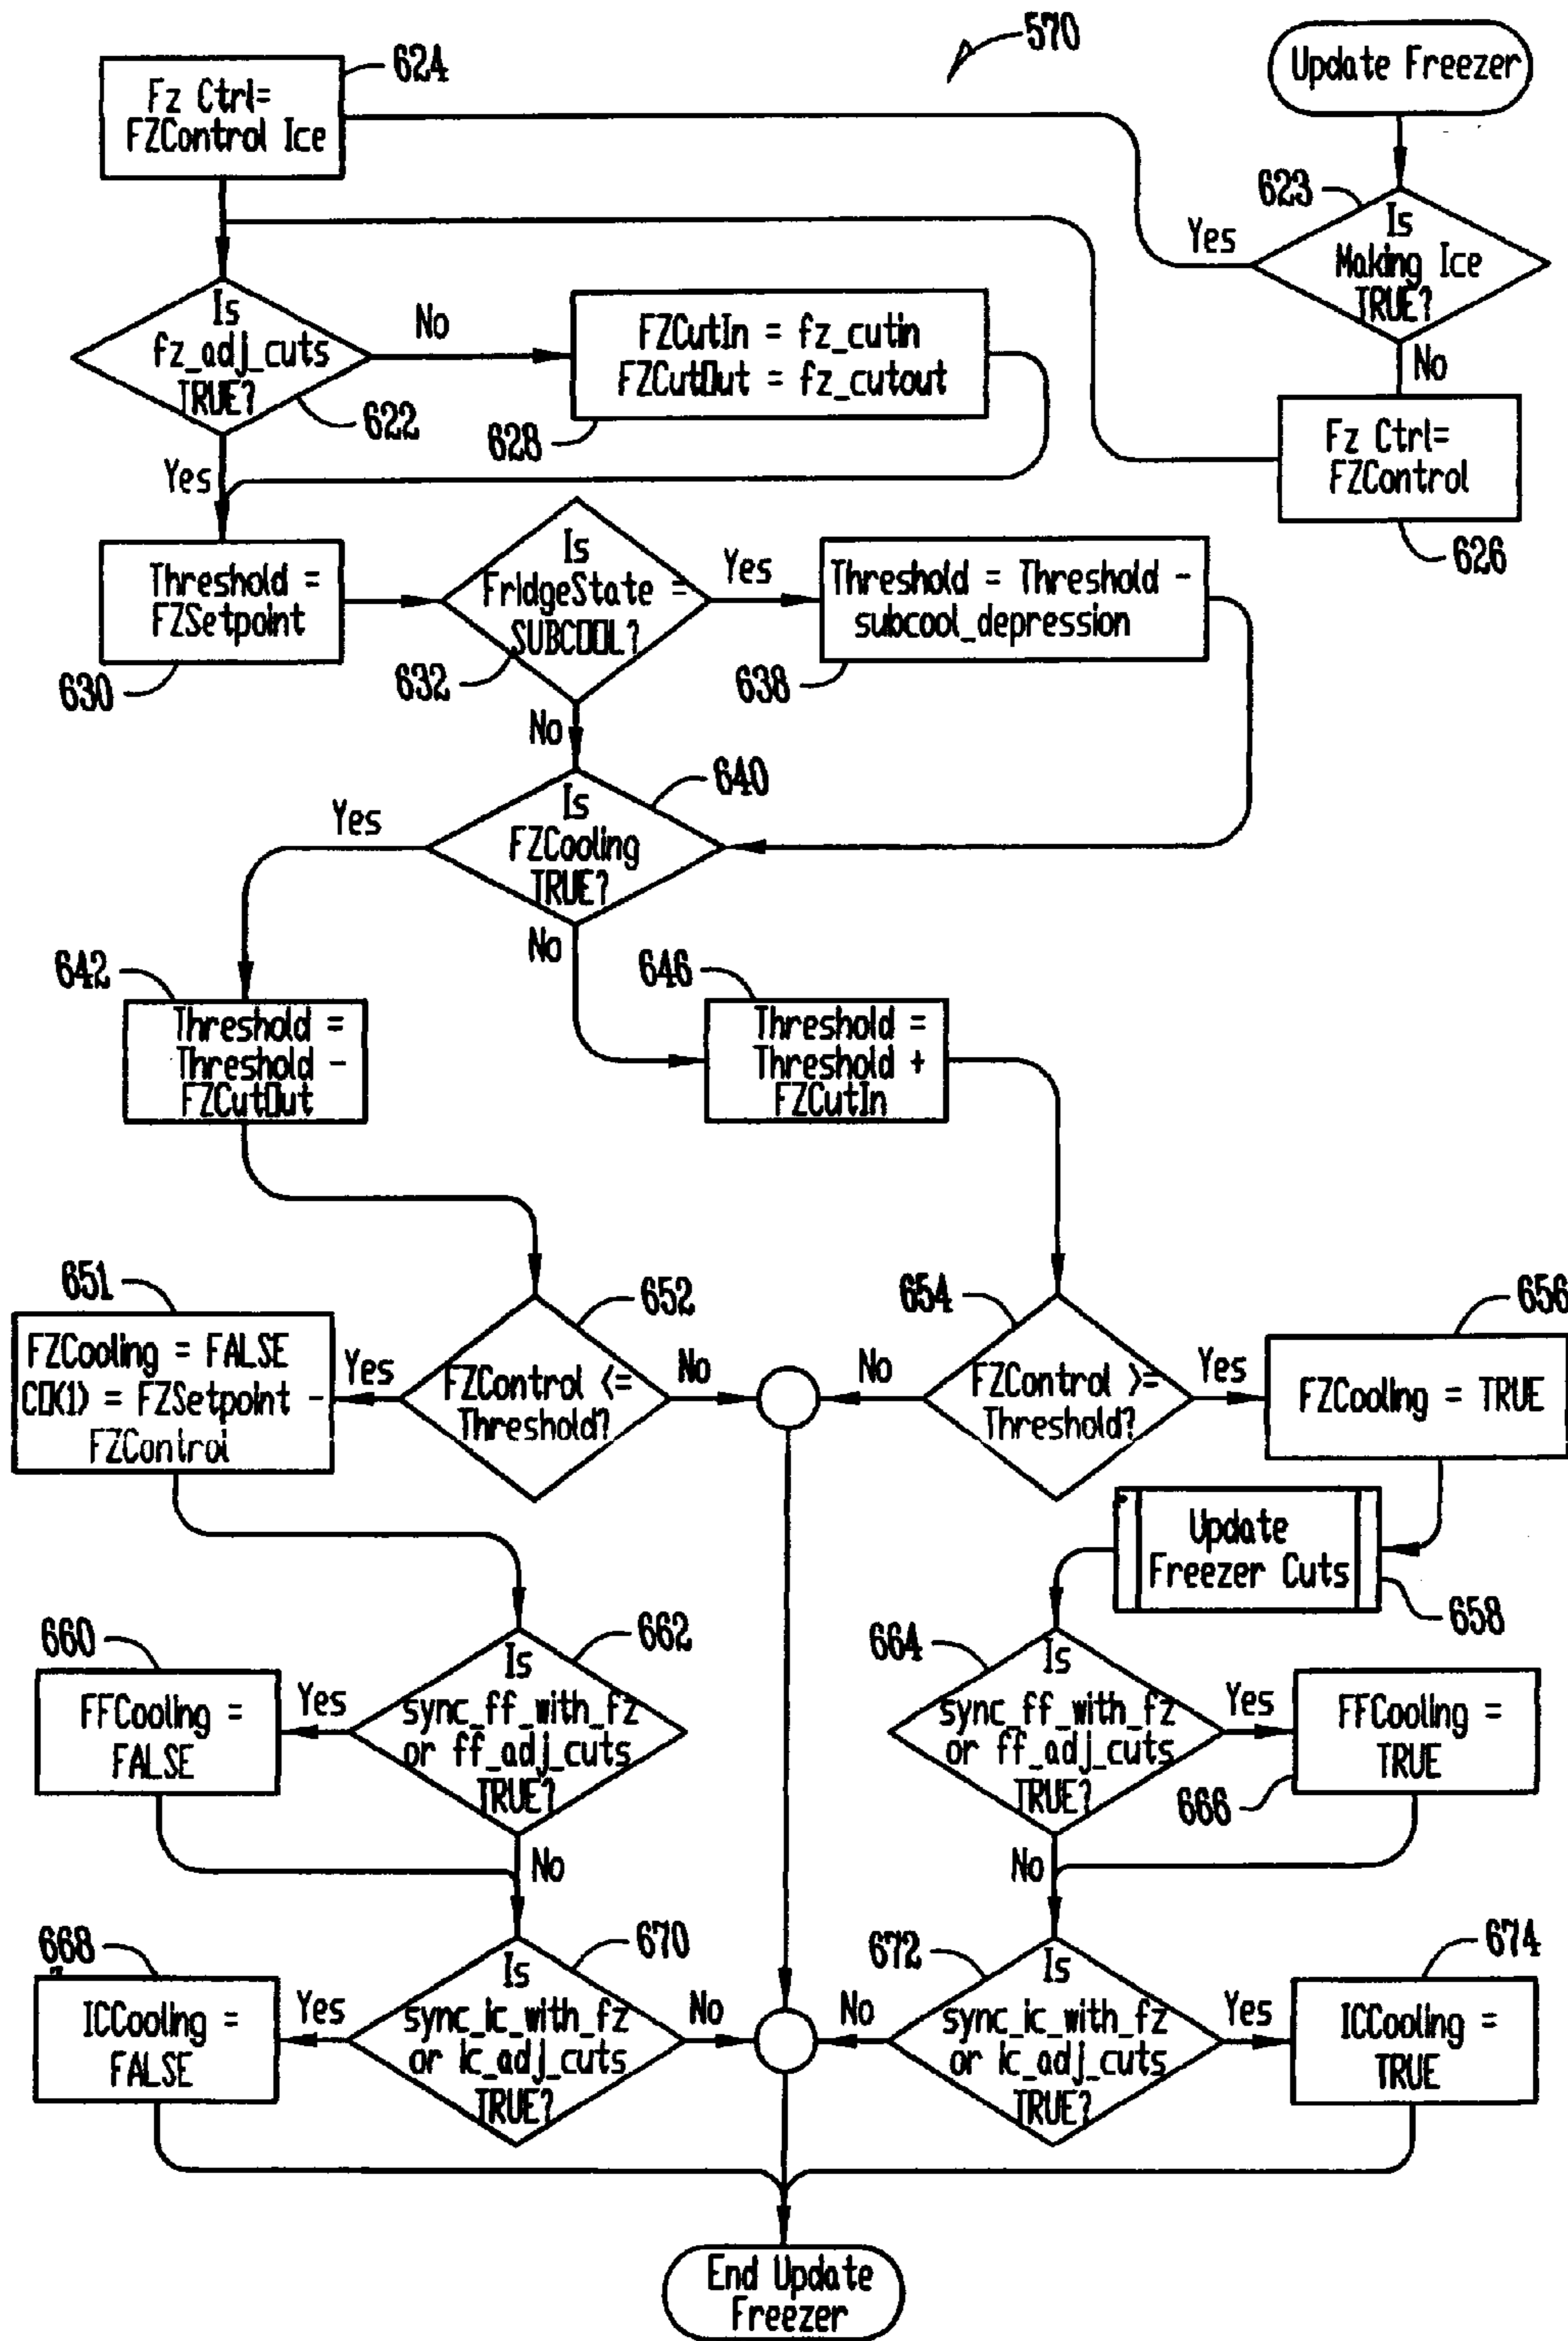 570
Update Freezer
624
Fz Ctrl=
FZControl Ice
623
Is
Making Ice
TRUE?
Yes
No
Is
fz_adj_cuts
TRUE?
622
No
Yes
FZCutIn = fz_cutin
FZCutOut = fz_cutout
628
Fz Ctrl=
FZControl
626
Threshold =
FZSetpoint
630
Is
FridgeState =
SUBCOOL?
632
Yes
No
Threshold = Threshold -
subcool_depression
638
Is
FZCooling
TRUE?
640
Yes
No
642
Threshold =
Threshold -
FZCutOut
646
Threshold =
Threshold +
FZCutIn
651
FZCooling = FALSE
CO(1) = FZSetpoint -
FZControl
Yes
652
FZControl <=
Threshold?
No
654
No
FZControl >=
Threshold?
Yes
656
FZCooling = TRUE
Update
Freezer Cuts
658
660
FFCooling =
FALSE
Yes
662
Is
sync_ff_with_fz
or ff_adj_cuts
TRUE?
No
664
Is
sync_ff_with_fz
or ff_adj_cuts
TRUE?
Yes
No
FFCooling =
TRUE
666
668
ICCooling =
FALSE
Yes
670
Is
sync_ic_with_fz
or ic_adj_cuts
TRUE?
No
672
No
Is
sync_ic_with_fz
or ic_adj_cuts
TRUE?
Yes
674
ICCooling =
TRUE
End Update
Freezer